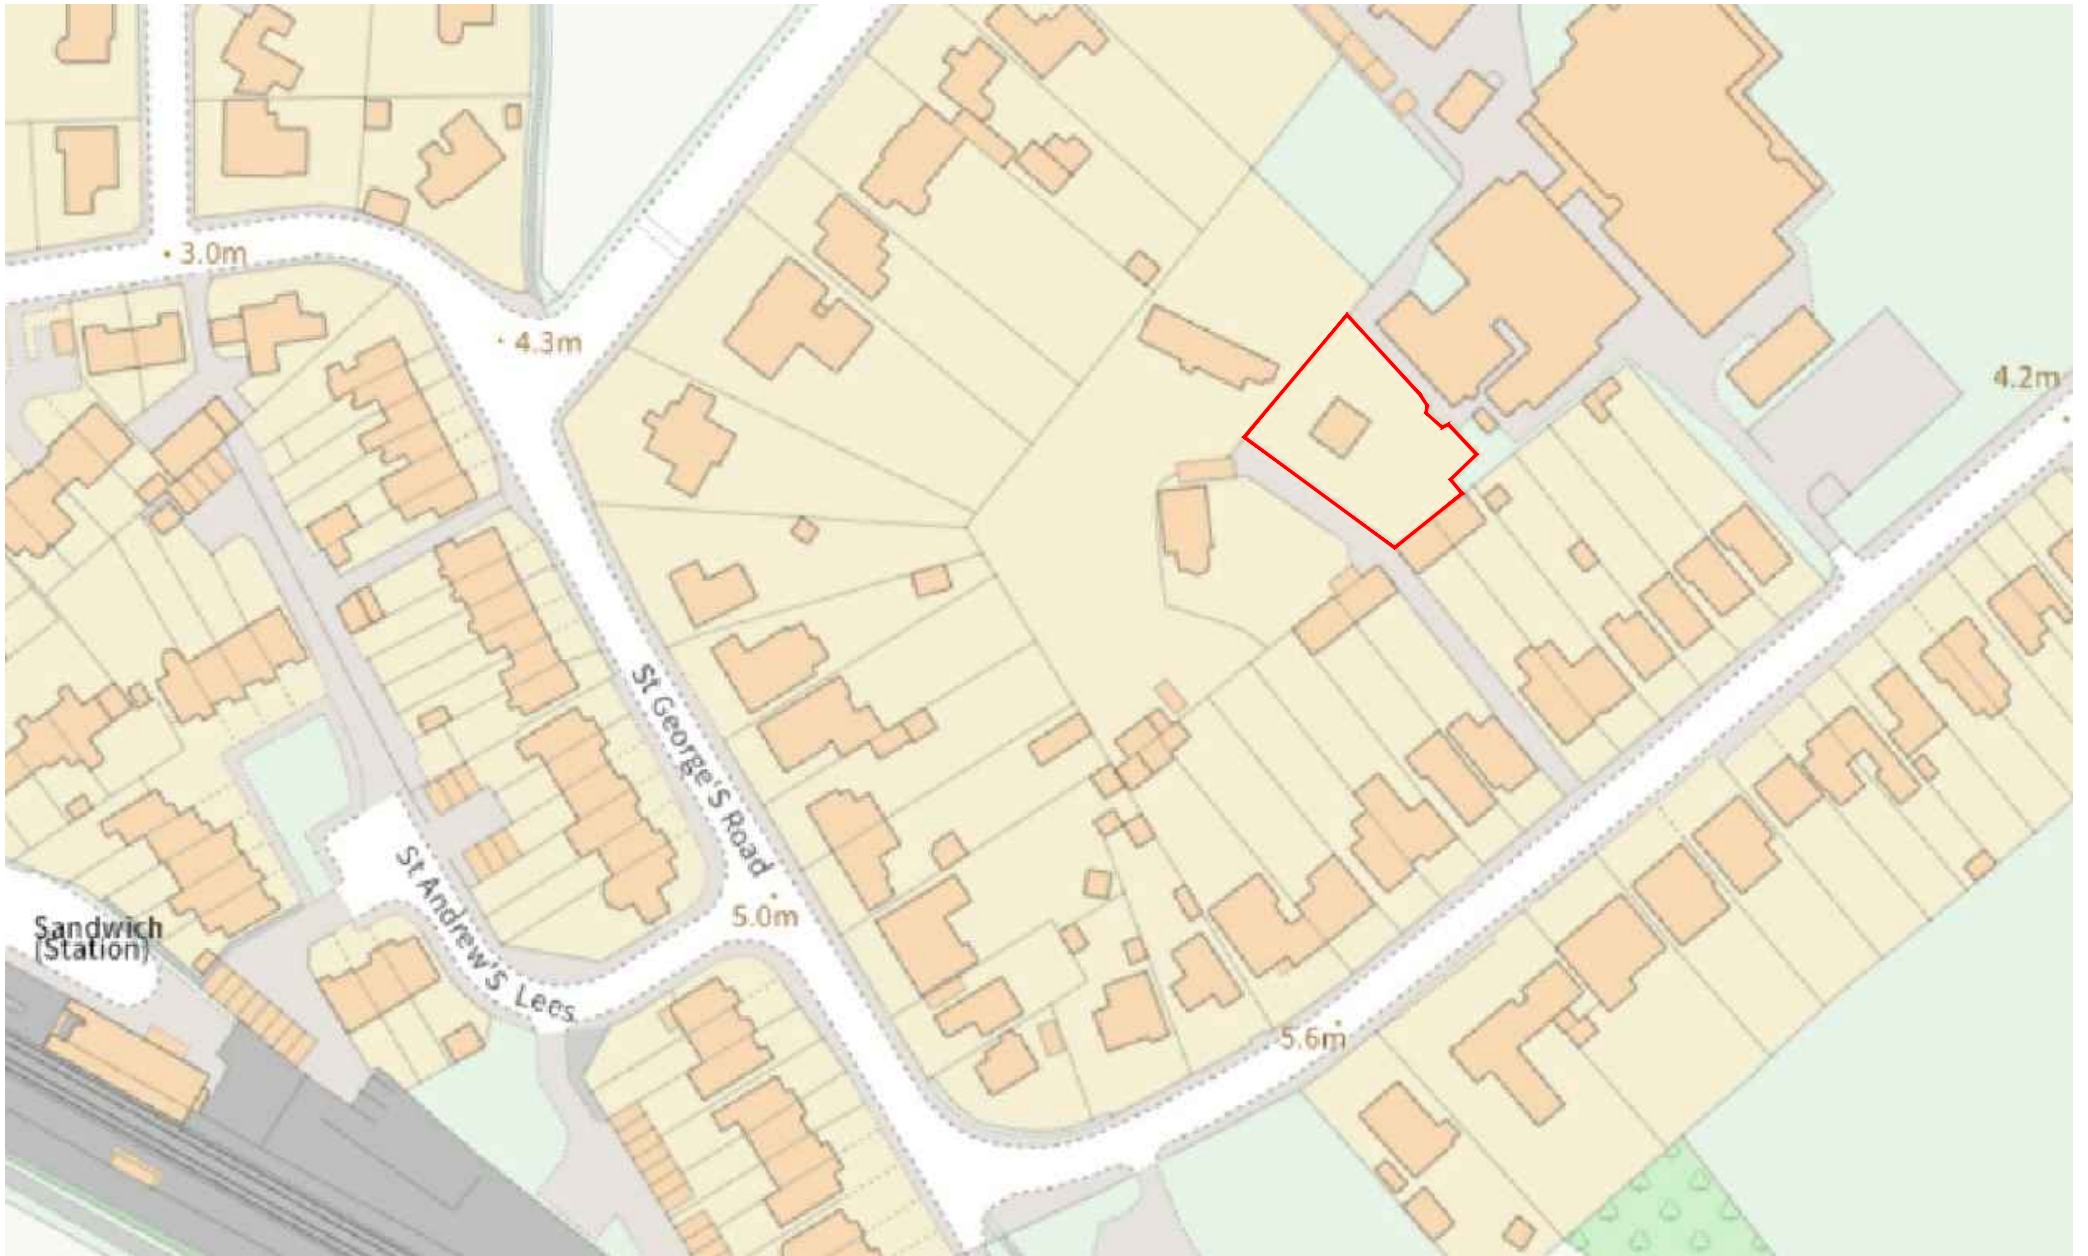 3.0m
4.3m
4.2m
St George'S Road
St Andrew'S Lees
5.0m
Sandwich
(Station)
5.6m